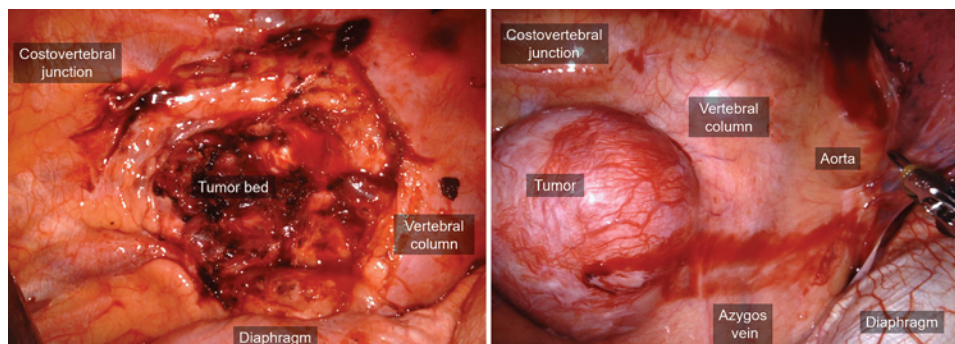 Costovertebral
junction
Tumor bed
Vertebral
column
Diaphragm
Costovertebral
junction
Vertebral
column
Aorta
Tumor
Azygos
vein
Diaphragm